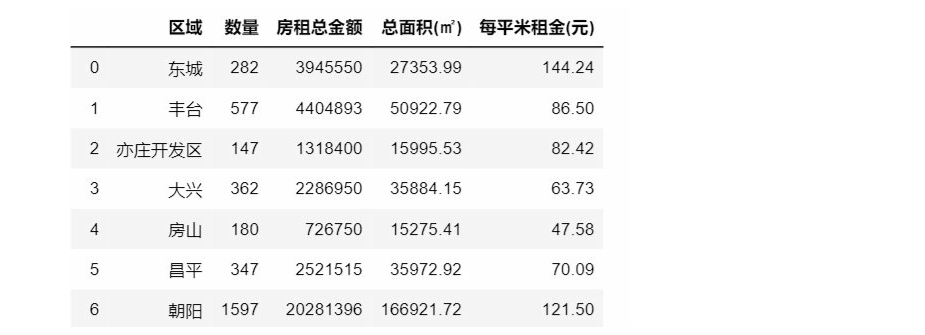 区域 数量 房租总金额 总面积(㎡) 每平米租金(元)
0 东城 282 3945550 27353.99 144.24
1 丰台 577 4404893 50922.79 86.50
2 亦庄开发区 147 1318400 15995.53 82.42
3 大兴 362 2286950 35884.15 63.73
4 房山 180 726750 15275.41 47.58
5 昌平 347 2521515 35972.92 70.09
6 朝阳 1597 20281396 166921.72 121.50